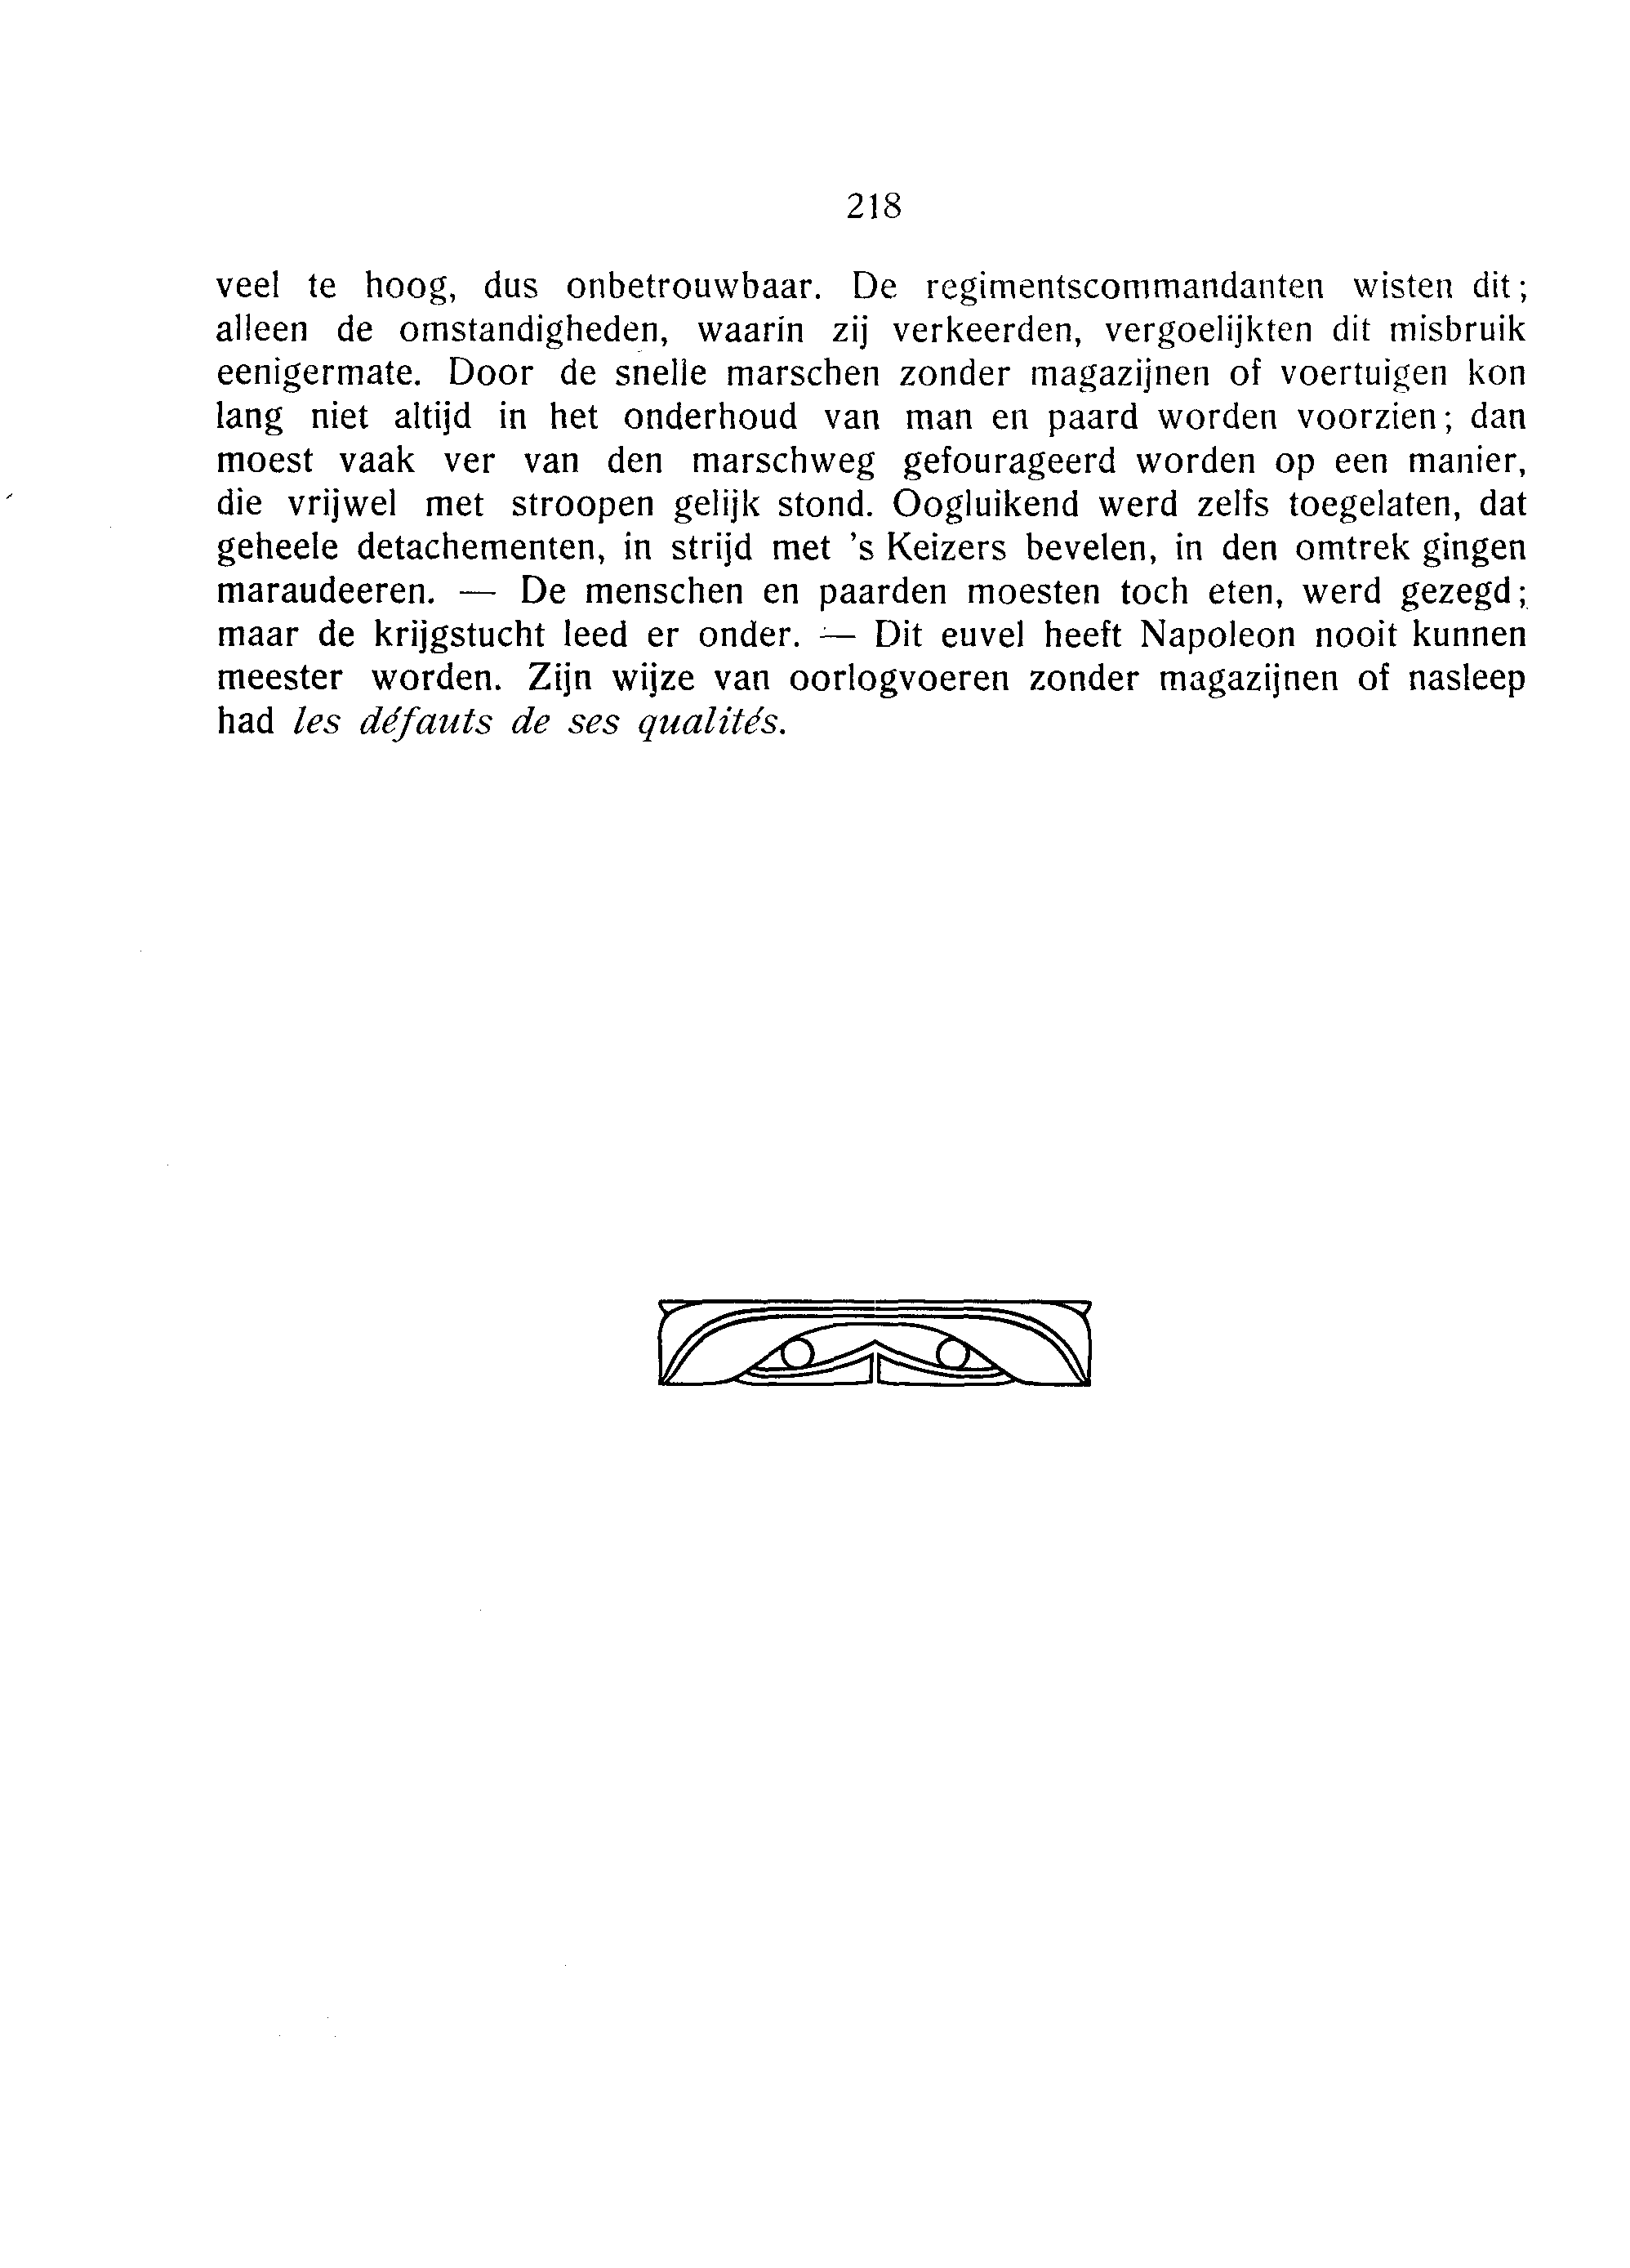 218
veel te hoog, dus onbetrouwbaar. De regimentscommandanten wisten dit;
alleen de omstandigheden, waarin zij verkeerden, vergoelijkten dit misbruik
eenigermate. Door de snelle marschen zonder magazijnen of voertuigen kon
lang niet altijd in het onderhoud van man en paard worden voorzien; dan
moest vaak ver van den marschweg gefourageerd worden op een manier,
die vrijwel met stroopen gelijk stond. Oogluikend werd zelfs toegelaten, dat
geheele detachementen, in strijd met 's Keizers bevelen, in den omtrek gingen
maraudeeren. — De menschen en paarden moesten toch eten, werd gezegd;
maar de krijgstucht leed er onder. — Dit euvel heeft Napoleon nooit kunnen
meester worden. Zijn wijze van oorlogvoeren zonder magazijnen of nasleep
had les défauts de ses qualités.